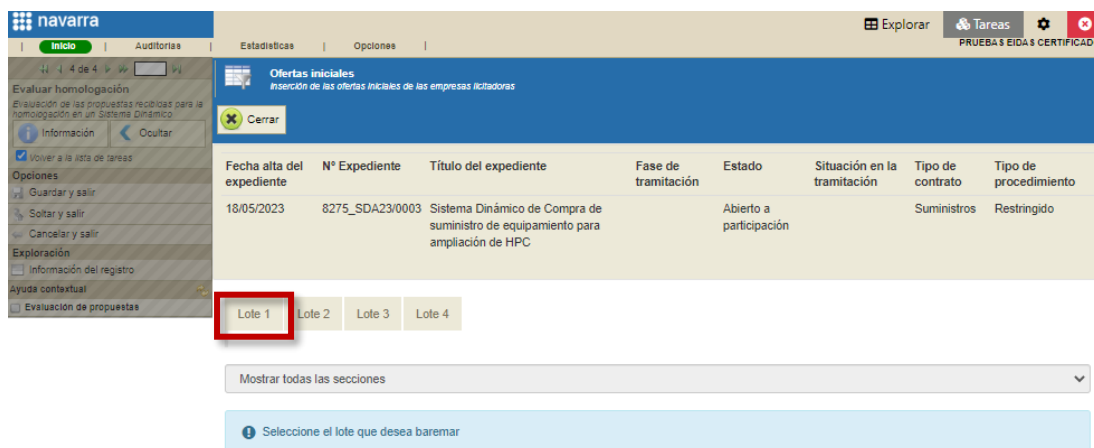 navarra
Explorar
Tareas
| Inicio | Auditorías | Estadísticas | Opciones |
PRUEBAS EIDAS CERTIFICAD
4 de 4
Evaluar homologación
Evaluación de las propuestas recibidas para la
homologación en un Sistema Dinámico
Información
Ocultar
Volver a la lista de tareas
Opciones
Guardar y salir
Soltar y salir
Cancelar y salir
Exploración
Información del registro
Ayuda contextual
Evaluación de propuestas
Ofertas iniciales
Inserción de las ofertas iniciales de las empresas licitadoras
Cerrar
Fecha alta del expediente
Nº Expediente
Título del expediente
Fase de tramitación
Estado
Situación en la tramitación
Tipo de contrato
Tipo de procedimiento
18/05/2023
8275_SDA23/0003
Sistema Dinámico de Compra de
suministro de equipamiento para
ampliación de HPC
Abierto a
participación
Suministros
Restringido
Lote 1
Lote 2
Lote 3
Lote 4
Mostrar todas las secciones
Seleccione el lote que desea baremar